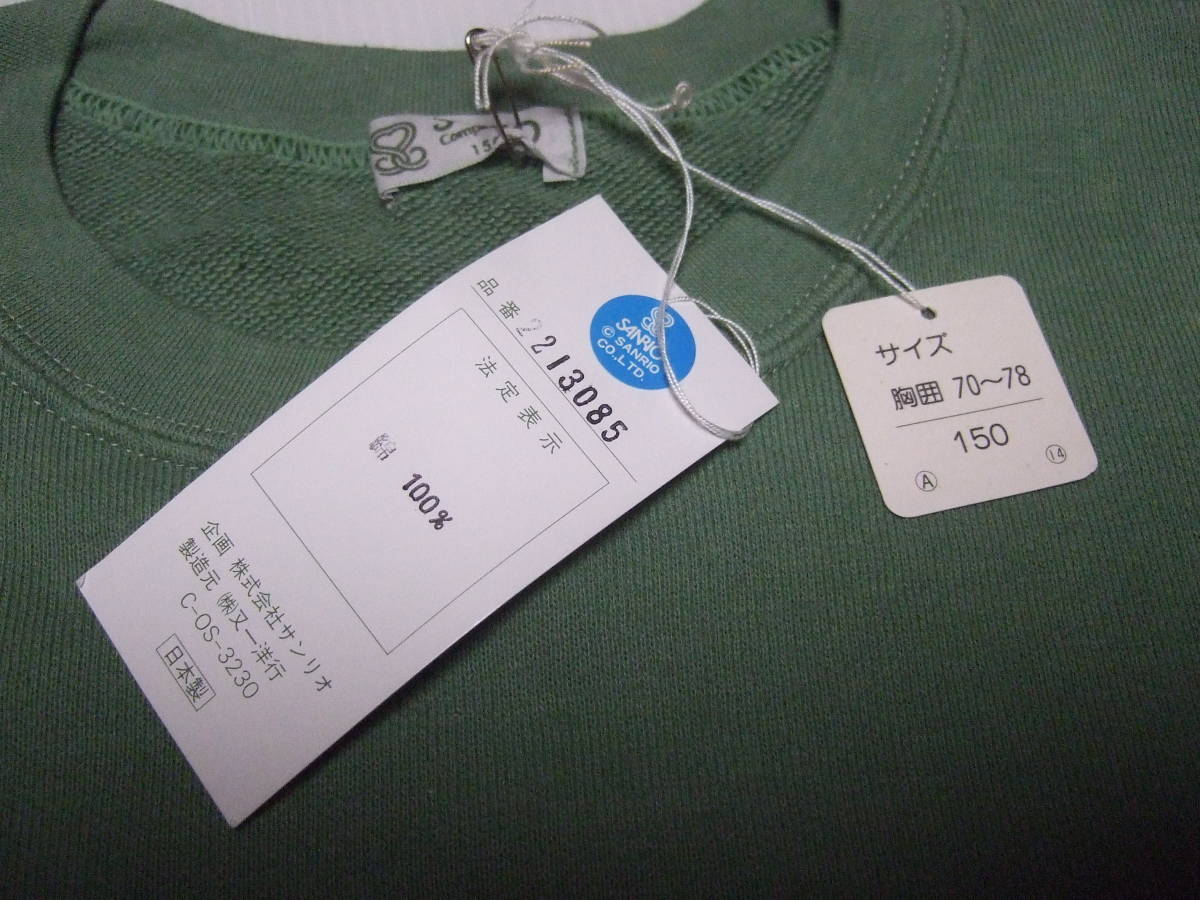 品番 2213085
SANRIO
© SANRIO
CO.,LTD.
法定表示
綿 100%
企画 株式会社サンリオ
製造元 ㈱又一洋行
C-OS-3230
日本製
サイズ
胸囲 70〜78
150
Ⓐ ⑭